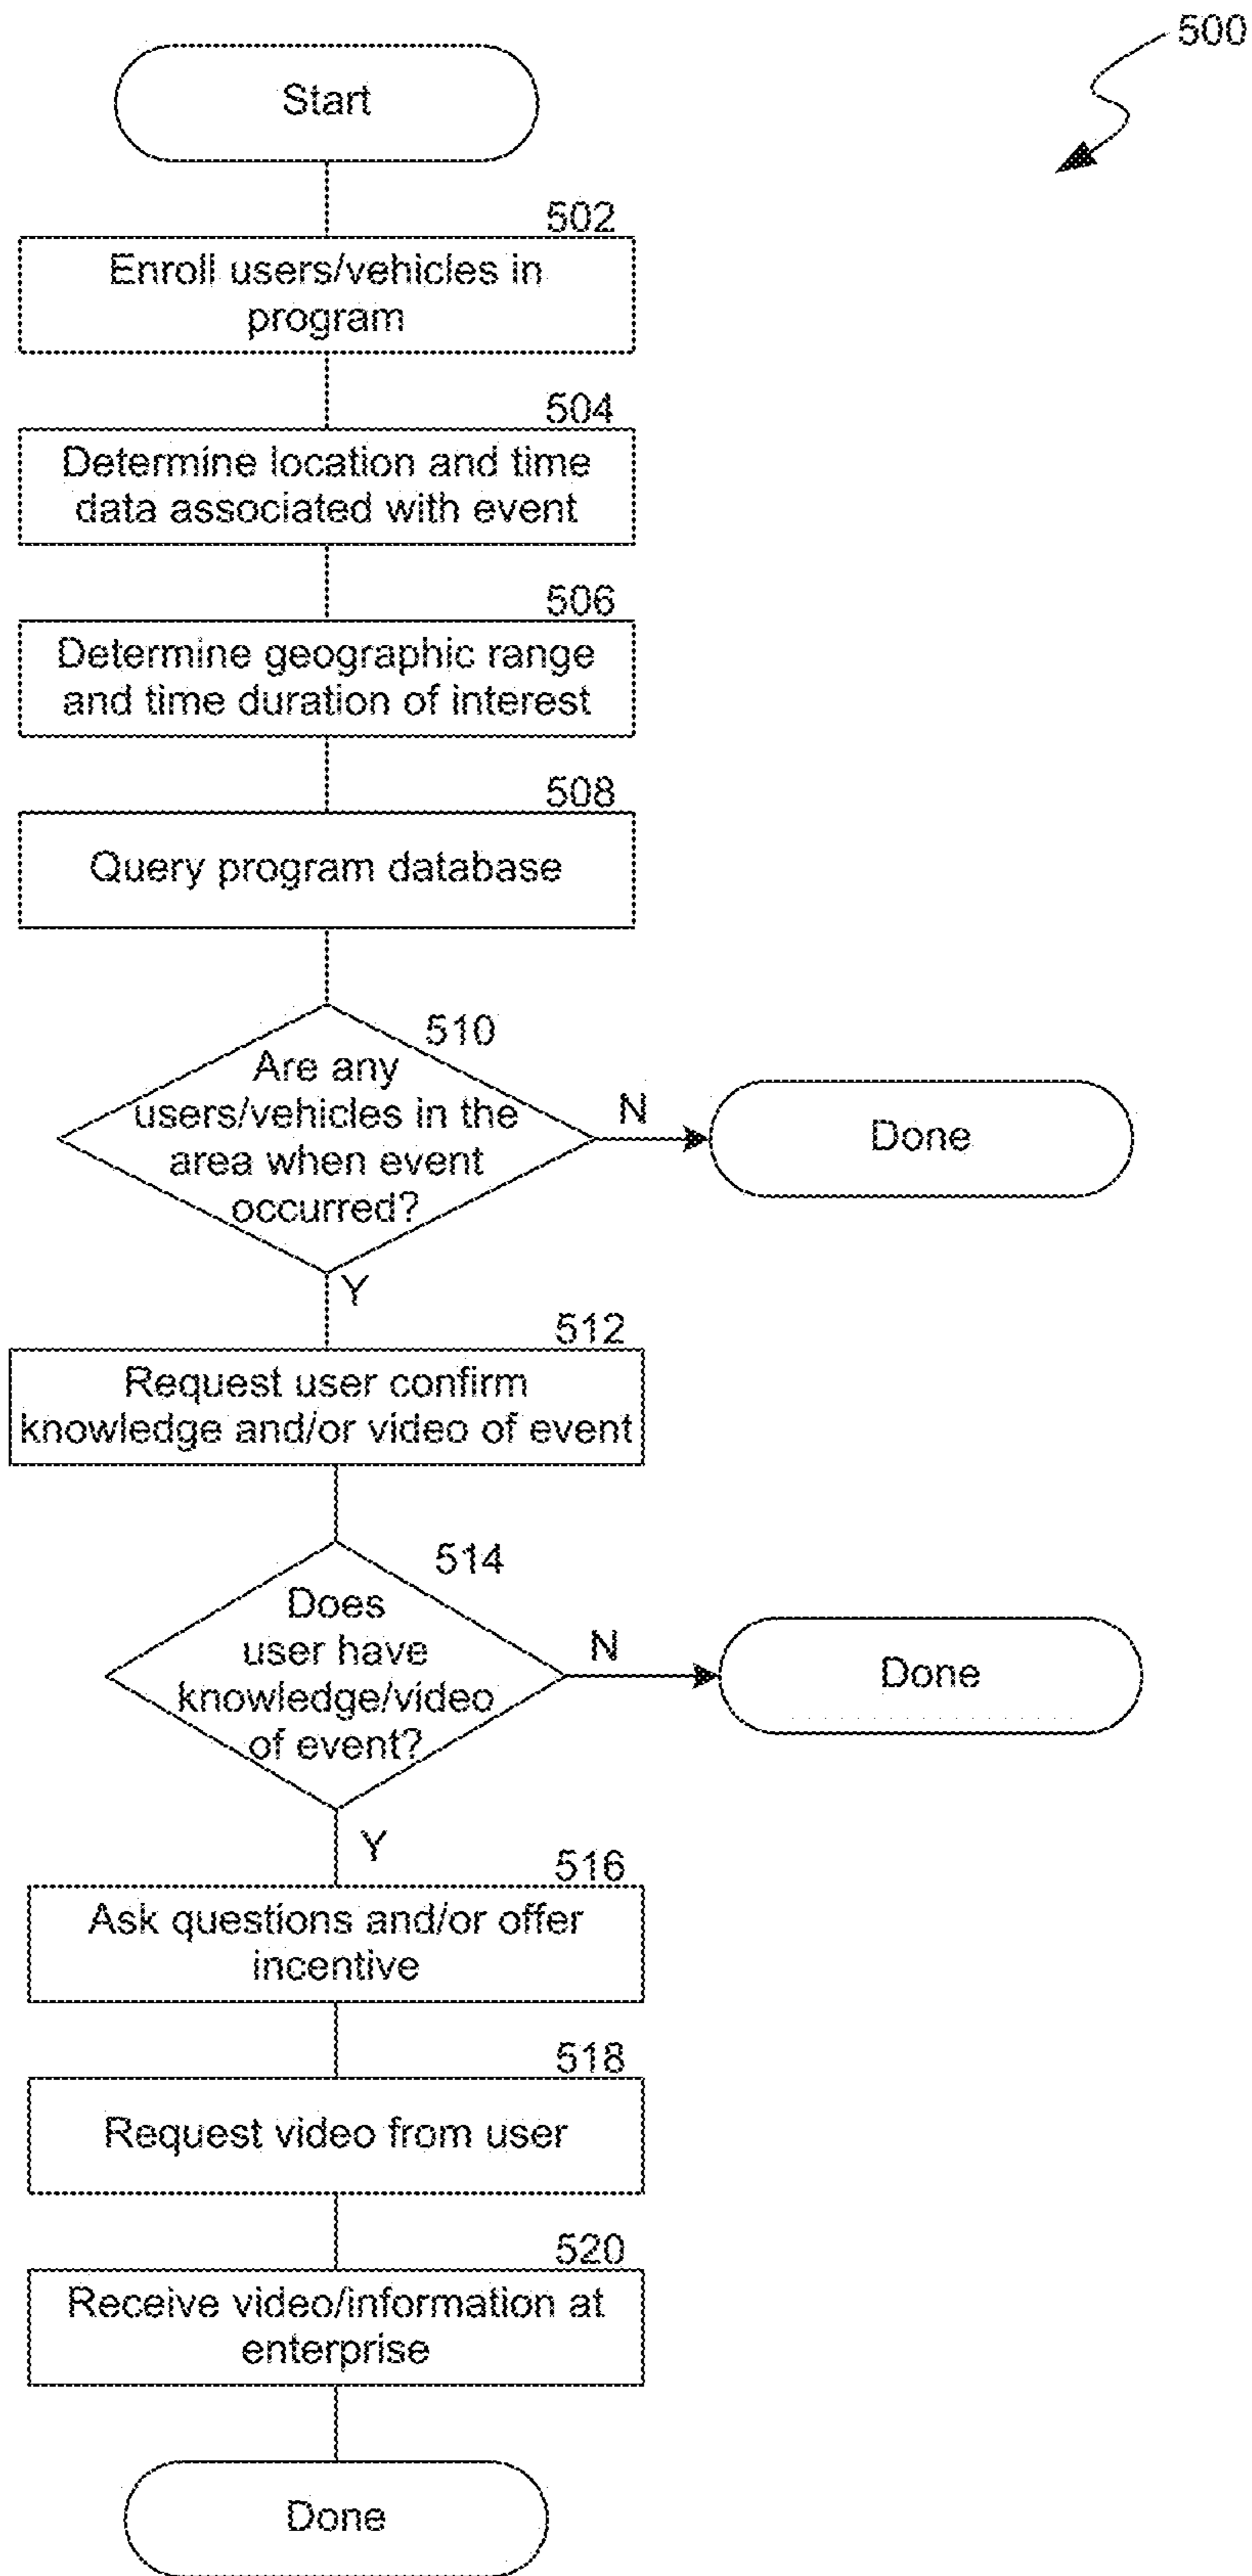 500
Start
502
Enroll users/vehicles in
program
504
Determine location and time
data associated with event
506
Determine geographic range
and time duration of interest
508
Query program database
510
Are any
users/vehicles in the
area when event
occurred?
N
Done
Y
512
Request user confirm
knowledge and/or video of event
514
Does
user have
knowledge/video
of event?
N
Done
Y
516
Ask questions and/or offer
incentive
518
Request video from user
520
Receive video/information at
enterprise
Done